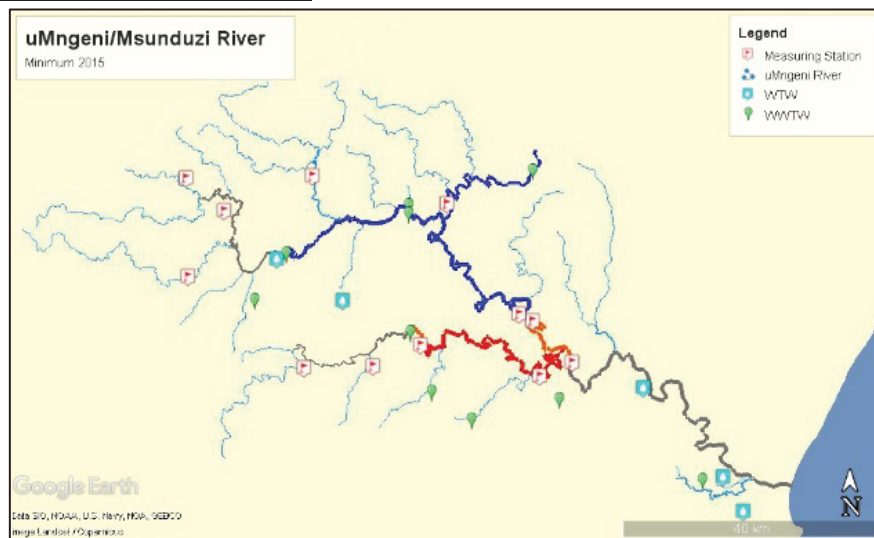 uMngeni/Msunduzi River
Minimum 2015
Legend
Measuring Station
uMngeni River
WTW
WWTW
N
40 km
Google Earth
Data SIO, NOAA, U.S. Navy, NGA, GEBCO
Image Landsat / Copernicus